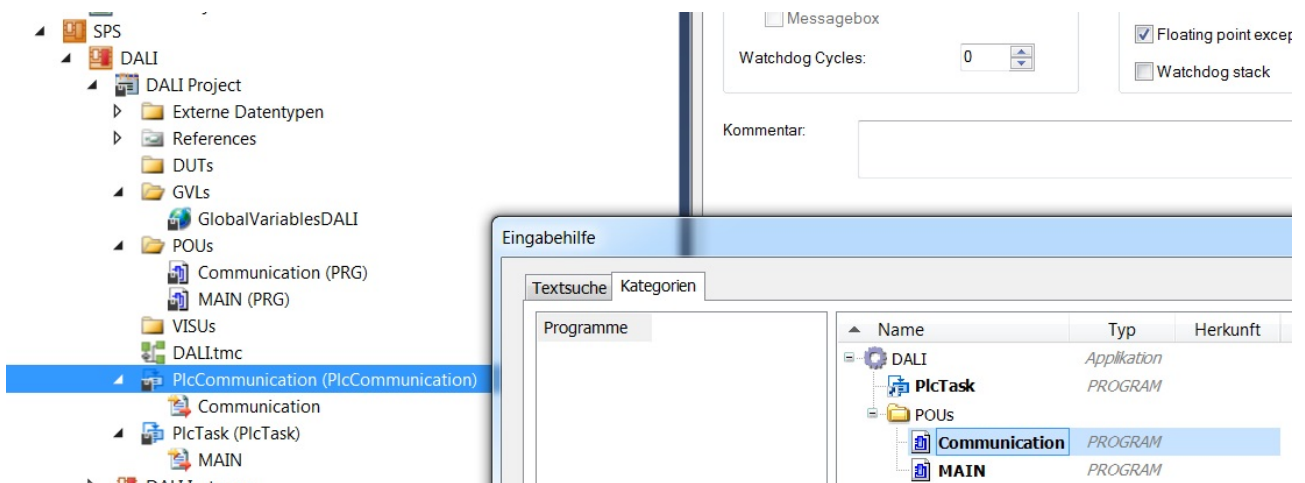 SPS
DALI
DALI Project
Externe Datentypen
References
DUTs
GVLs
GlobalVariablesDALI
POUs
Communication (PRG)
MAIN (PRG)
VISUs
DALI.tmc
PlcCommunication (PlcCommunication)
Communication
PlcTask (PlcTask)
MAIN
Messagebox
Watchdog Cycles: 0
Floating point excep
Watchdog stack
Kommentar:
Eingabehilfe
Textsuche Kategorien
Programme
Name Typ Herkunft
DALI Applikation
PlcTask PROGRAM
POUs
Communication PROGRAM
MAIN PROGRAM